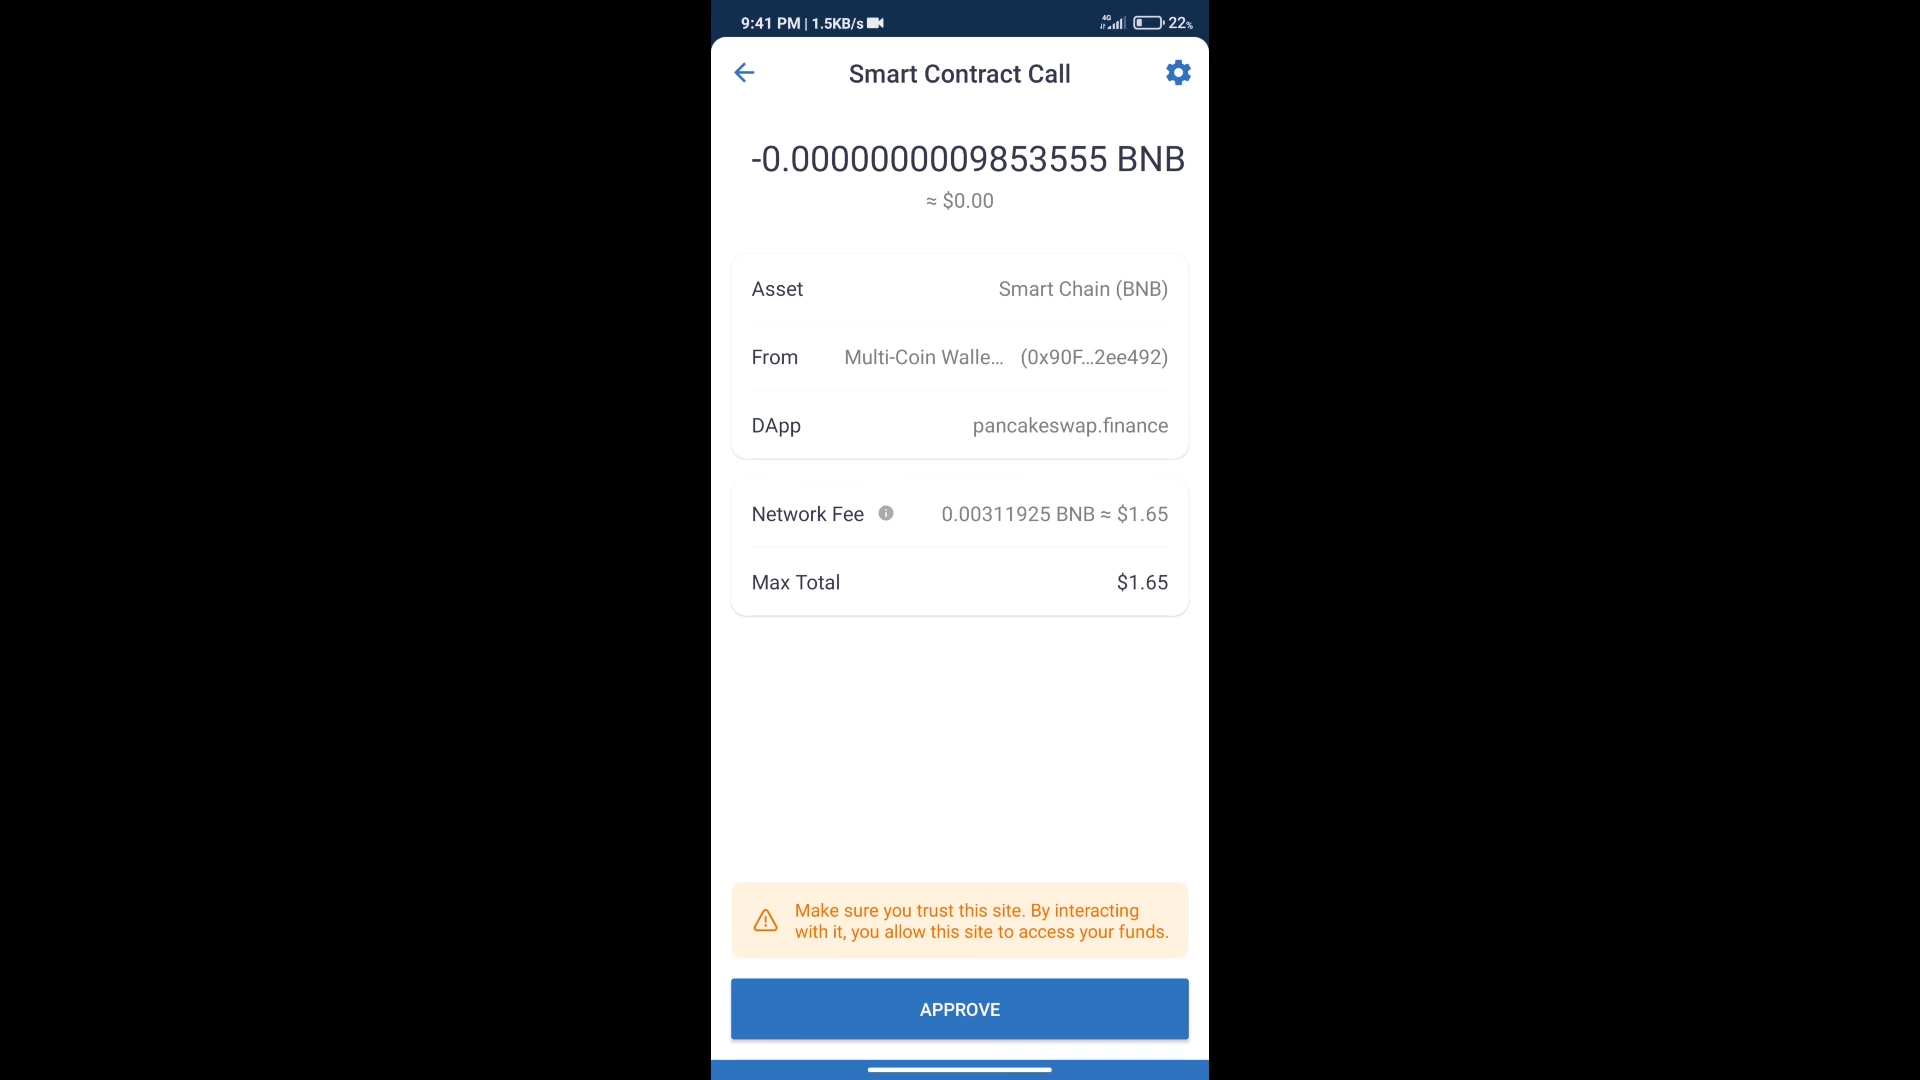 9:41 PM | 1.5KB/s 4G 22%
Smart Contract Call
-0.0000000009853555 BNB
≈ $0.00
Asset Smart Chain (BNB)
From Multi-Coin Walle... (0x90F...2ee492)
DApp pancakeswap.finance
Network Fee 0.00311925 BNB ≈ $1.65
Max Total $1.65
Make sure you trust this site. By interacting
with it, you allow this site to access your funds.
APPROVE